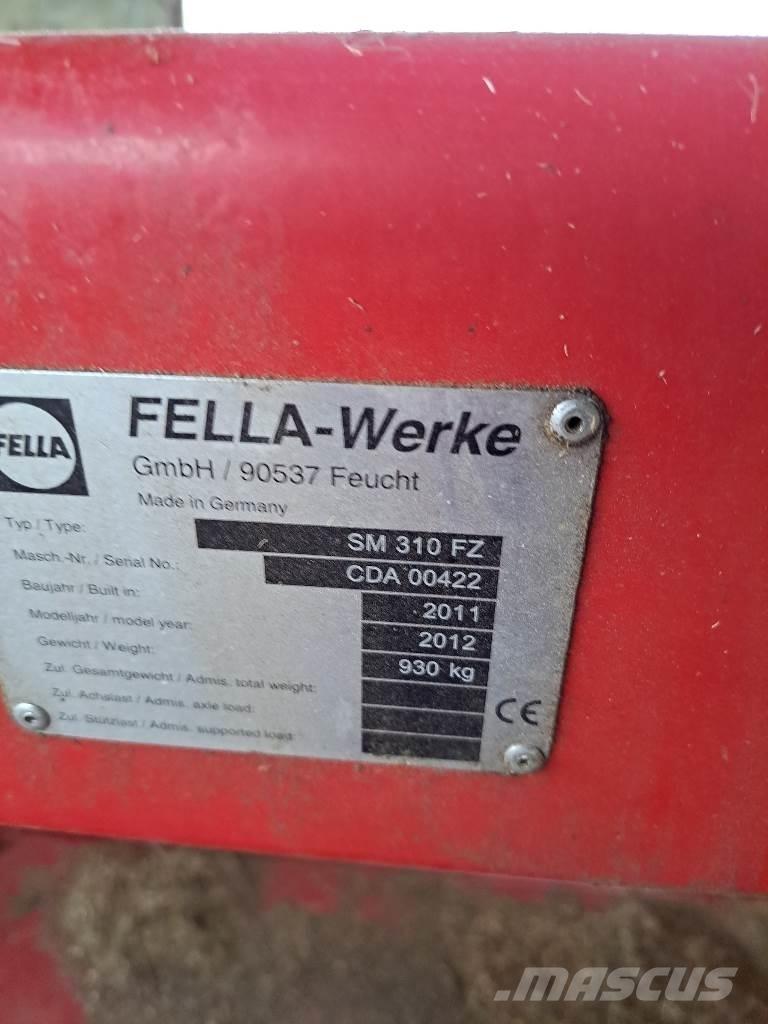 FELLA
FELLA-Werke
GmbH / 90537 Feucht
Made in Germany
Typ / Type: SM 310 FZ
Masch.-Nr. / Serial No.: CDA 00422
Baujahr / Built in: 2011
Modelljahr / model year: 2012
Gewicht / Weight: 930 kg
Zul. Gesamtgewicht / Admis. total weight:
Zul. Achslast / Admis. axle load:
Zul. Stützlast / Admis. supported load:
CE
MASCUS